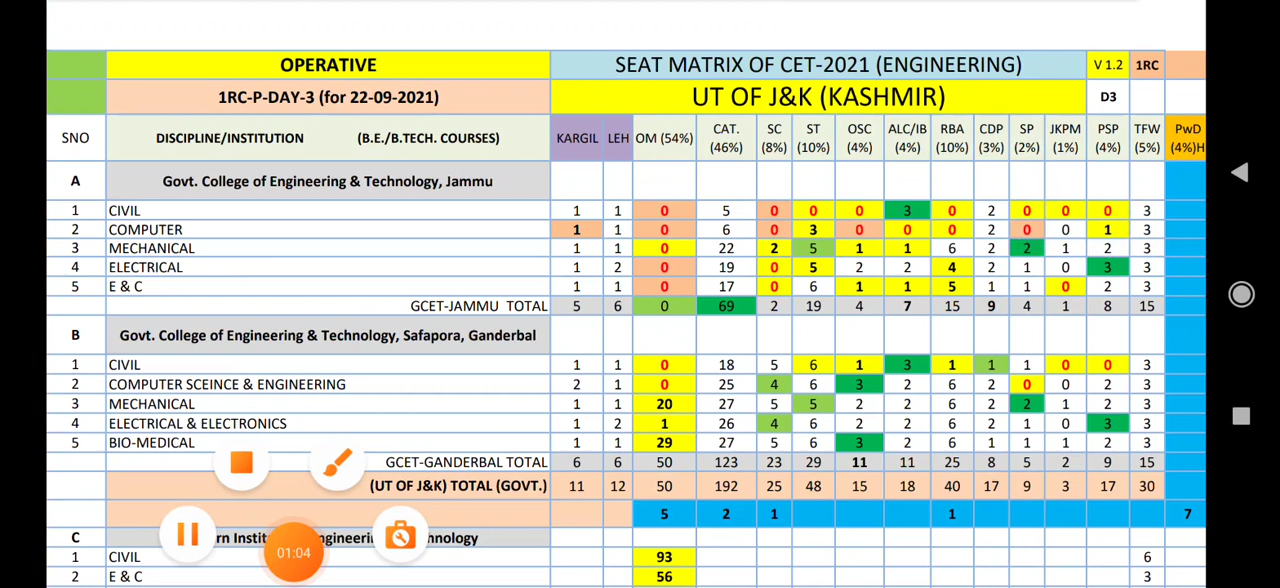 OPERATIVE SEAT MATRIX OF CET-2021 (ENGINEERING) V 1.2 1RC
1RC-P-DAY-3 (for 22-09-2021) UT OF J&K (KASHMIR) D3
SNO DISCIPLINE/INSTITUTION (B.E./B.TECH. COURSES) KARGIL LEH OM (54%) CAT. (46%) SC (8%) ST (10%) OSC (4%) ALC/IB (4%) RBA (10%) CDP (3%) SP (2%) JKPM (1%) PSP (4%) TFW (5%) PwD (4%)H
A Govt. College of Engineering & Technology, Jammu
1 CIVIL 1 1 0 5 0 0 0 3 0 2 0 0 0 3
2 COMPUTER 1 1 0 6 0 3 0 0 0 2 0 0 1 3
3 MECHANICAL 1 1 0 22 2 5 1 1 6 2 2 1 2 3
4 ELECTRICAL 1 2 0 19 0 5 2 2 4 2 1 0 3 3
5 E & C 1 1 0 17 0 6 1 1 5 1 1 0 2 3
GCET-JAMMU TOTAL 5 6 0 69 2 19 4 7 15 9 4 1 8 15
B Govt. College of Engineering & Technology, Safapora, Ganderbal
1 CIVIL 1 1 0 18 5 6 1 3 1 1 1 0 0 3
2 COMPUTER SCEINCE & ENGINEERING 2 1 0 25 4 6 3 2 6 2 0 0 2 3
3 MECHANICAL 1 1 20 27 5 5 2 2 6 2 2 1 2 3
4 ELECTRICAL & ELECTRONICS 1 2 1 26 4 6 2 2 6 2 1 0 3 3
5 BIO-MEDICAL 1 1 29 27 5 6 3 2 6 1 1 1 2 3
GCET-GANDERBAL TOTAL 6 6 50 123 23 29 11 11 25 8 5 2 9 15
(UT OF J&K) TOTAL (GOVT.) 11 12 50 192 25 48 15 18 40 17 9 3 17 30
5 2 1 1 7
C
1 CIVIL 93 6
2 E & C 56 3
01:04